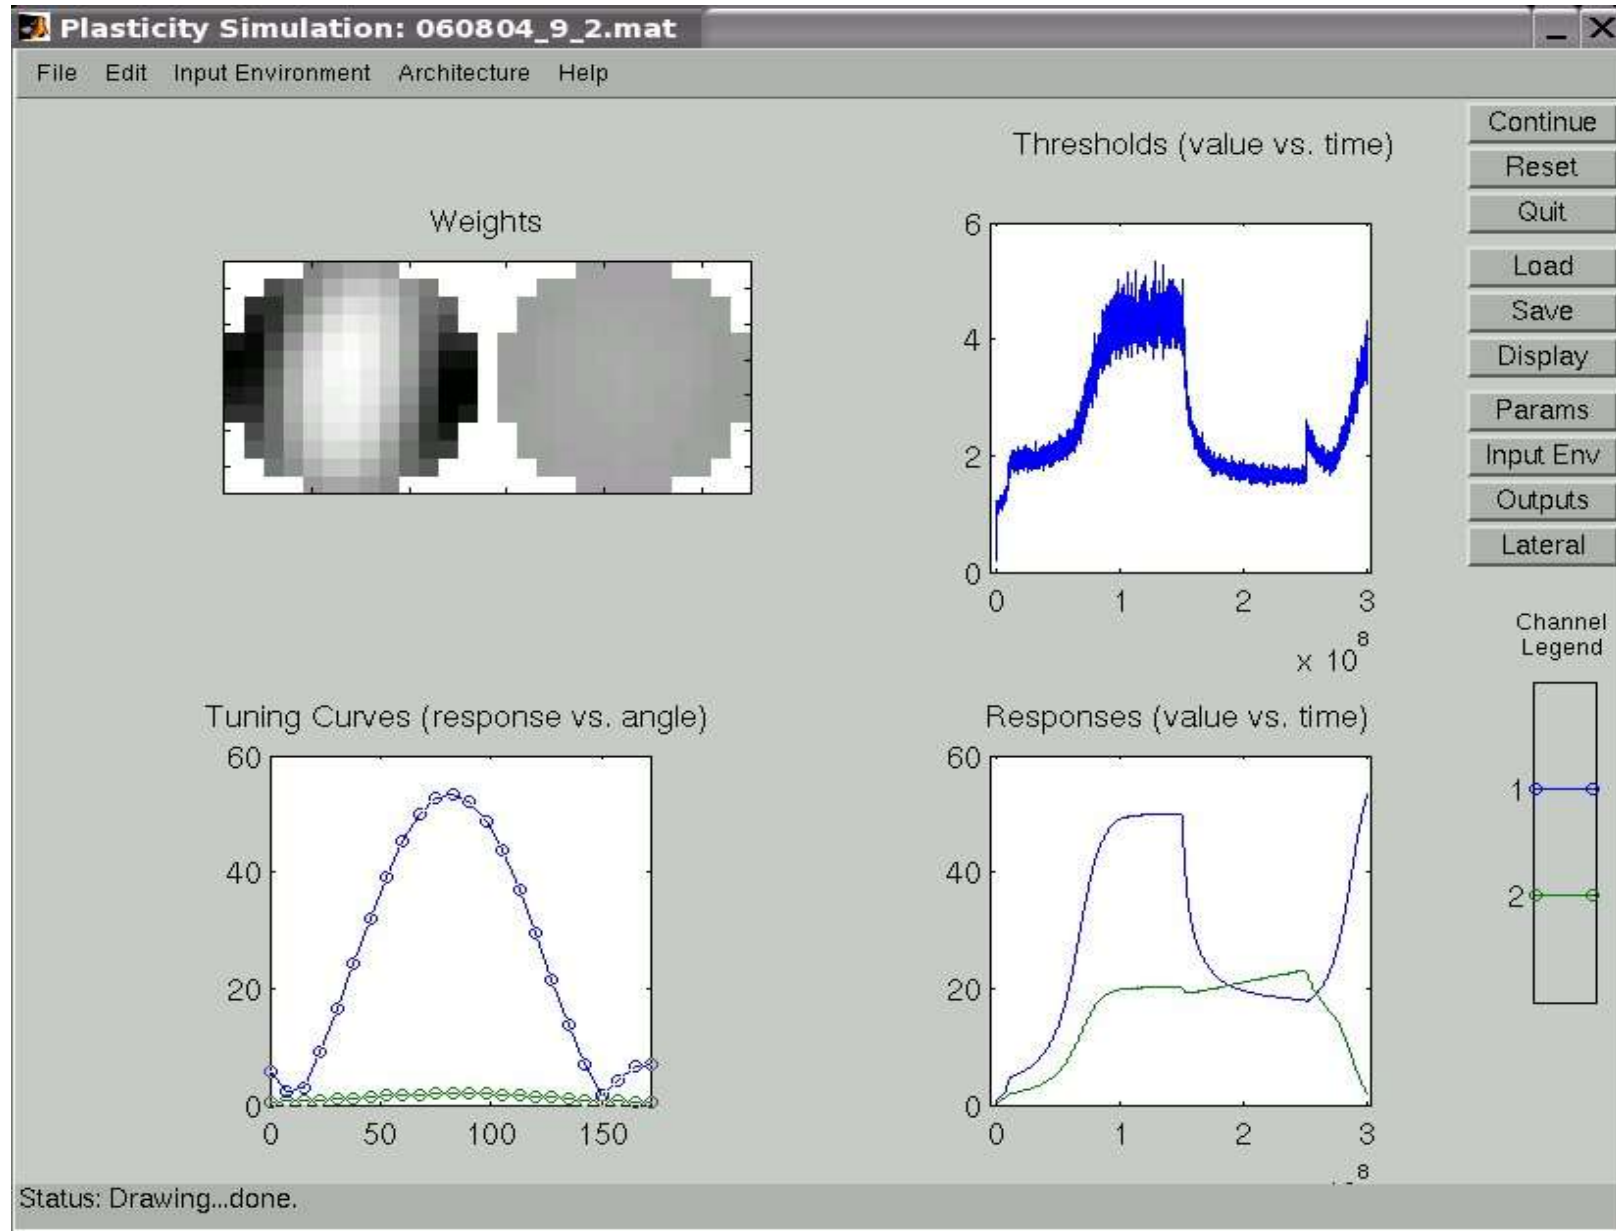 Plasticity Simulation: 060804_9_2.mat
File Edit Input Environment Architecture Help
Continue
Reset
Quit
Load
Save
Display
Params
Input Env
Outputs
Lateral
Weights
Thresholds (value vs. time)
6
4
2
0
0 1 2 3
x 10^8
Channel
Legend
1
2
Tuning Curves (response vs. angle)
60
40
20
0
0 50 100 150
Responses (value vs. time)
60
40
20
0
0 1 2 3
8
Status: Drawing...done.